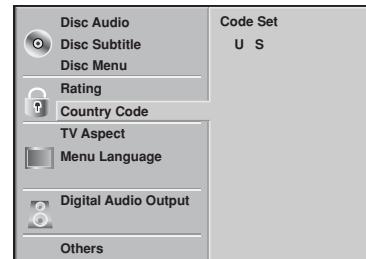 Disc Audio
Disc Subtitle
Disc Menu
Rating
Country Code
TV Aspect
Menu Language
Digital Audio Output
Others
Code Set
U S